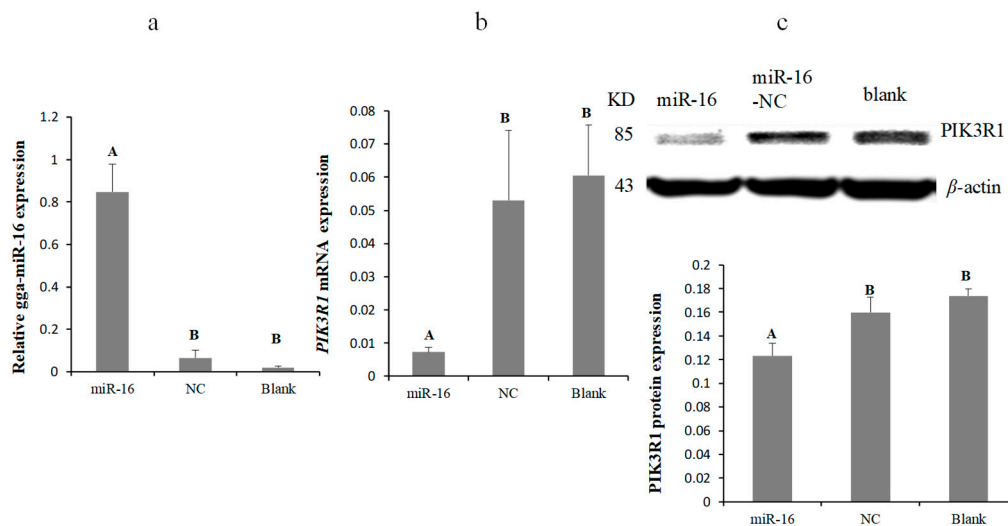 a
b
c
Relative gga-miR-16 expression
1.2
1
0.8
0.6
0.4
0.2
0
A
B
B
miR-16
NC
Blank
PIK3R1 mRNA expression
0.08
0.07
0.06
0.05
0.04
0.03
0.02
0.01
0
A
B
B
miR-16
NC
Blank
KD
miR-16
miR-16
-NC
blank
85
PIK3R1
43
β-actin
PIK3R1 protein expression
0.2
0.18
0.16
0.14
0.12
0.1
0.08
0.06
0.04
0.02
0
A
B
B
miR-16
NC
Blank